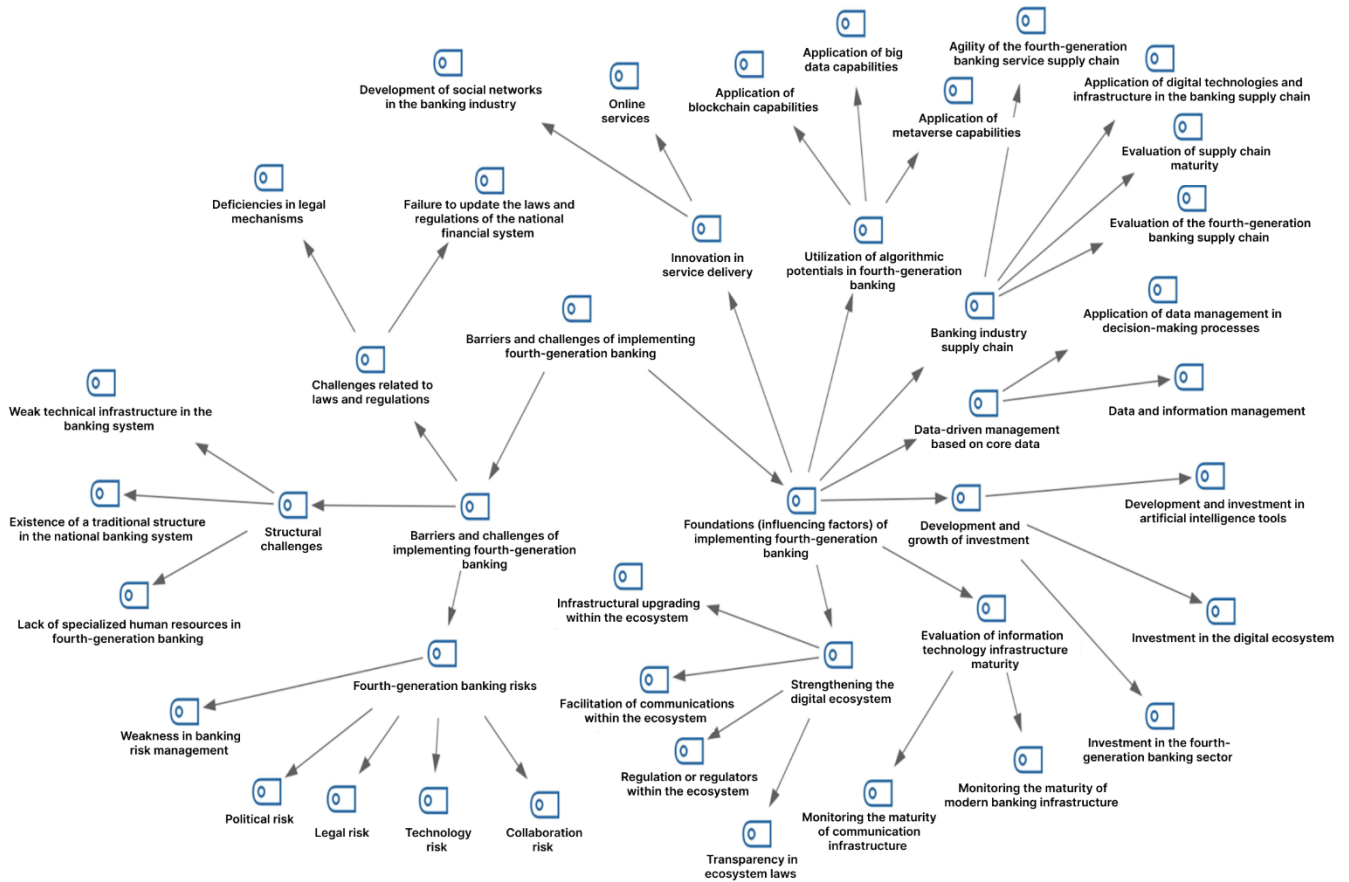 Agility of the fourth-generation
banking service supply chain
Application of big
data capabilities
Application of digital technologies and
infrastructure in the banking supply chain
Development of social networks
in the banking industry
Online
services
Application of
blockchain capabilities
Application of
metaverse capabilities
Evaluation of supply chain
maturity
Deficiencies in legal
mechanisms
Failure to update the laws and
regulations of the national
financial system
Evaluation of the fourth-generation
banking supply chain
Innovation in
service delivery
Utilization of algorithmic
potentials in fourth-generation
banking
Application of data management in
decision-making processes
Barriers and challenges of implementing
fourth-generation banking
Banking industry
supply chain
Challenges related to
laws and regulations
Weak technical infrastructure in the
banking system
Data and information management
Data-driven management
based on core data
Existence of a traditional structure
in the national banking system
Structural
challenges
Barriers and challenges of
implementing fourth-generation
banking
Foundations (influencing factors) of
implementing fourth-generation
banking
Development and
growth of investment
Development and investment in
artificial intelligence tools
Lack of specialized human resources in
fourth-generation banking
Infrastructural upgrading
within the ecosystem
Evaluation of information
technology infrastructure
maturity
Investment in the digital ecosystem
Fourth-generation banking risks
Strengthening the
digital ecosystem
Facilitation of communications
within the ecosystem
Weakness in banking
risk management
Investment in the fourth-
generation banking sector
Regulation or regulators
within the ecosystem
Monitoring the maturity of
modern banking infrastructure
Political risk
Legal risk
Technology
risk
Collaboration
risk
Monitoring the maturity
of communication
infrastructure
Transparency in
ecosystem laws